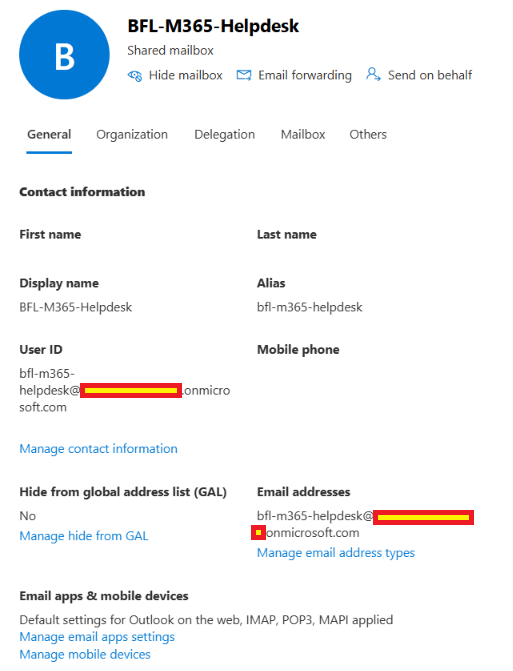 B
BFL-M365-Helpdesk
Shared mailbox
Hide mailbox Email forwarding Send on behalf
General Organization Delegation Mailbox Others
Contact information
First name Last name
Display name Alias
BFL-M365-Helpdesk bfl-m365-helpdesk
User ID Mobile phone
bfl-m365-
helpdesk@ .onmicro
soft.com
Manage contact information
Hide from global address list (GAL) Email addresses
No bfl-m365-helpdesk@
Manage hide from GAL onmicrosoft.com
Manage email address types
Email apps & mobile devices
Default settings for Outlook on the web, IMAP, POP3, MAPI applied
Manage email apps settings
Manage mobile devices